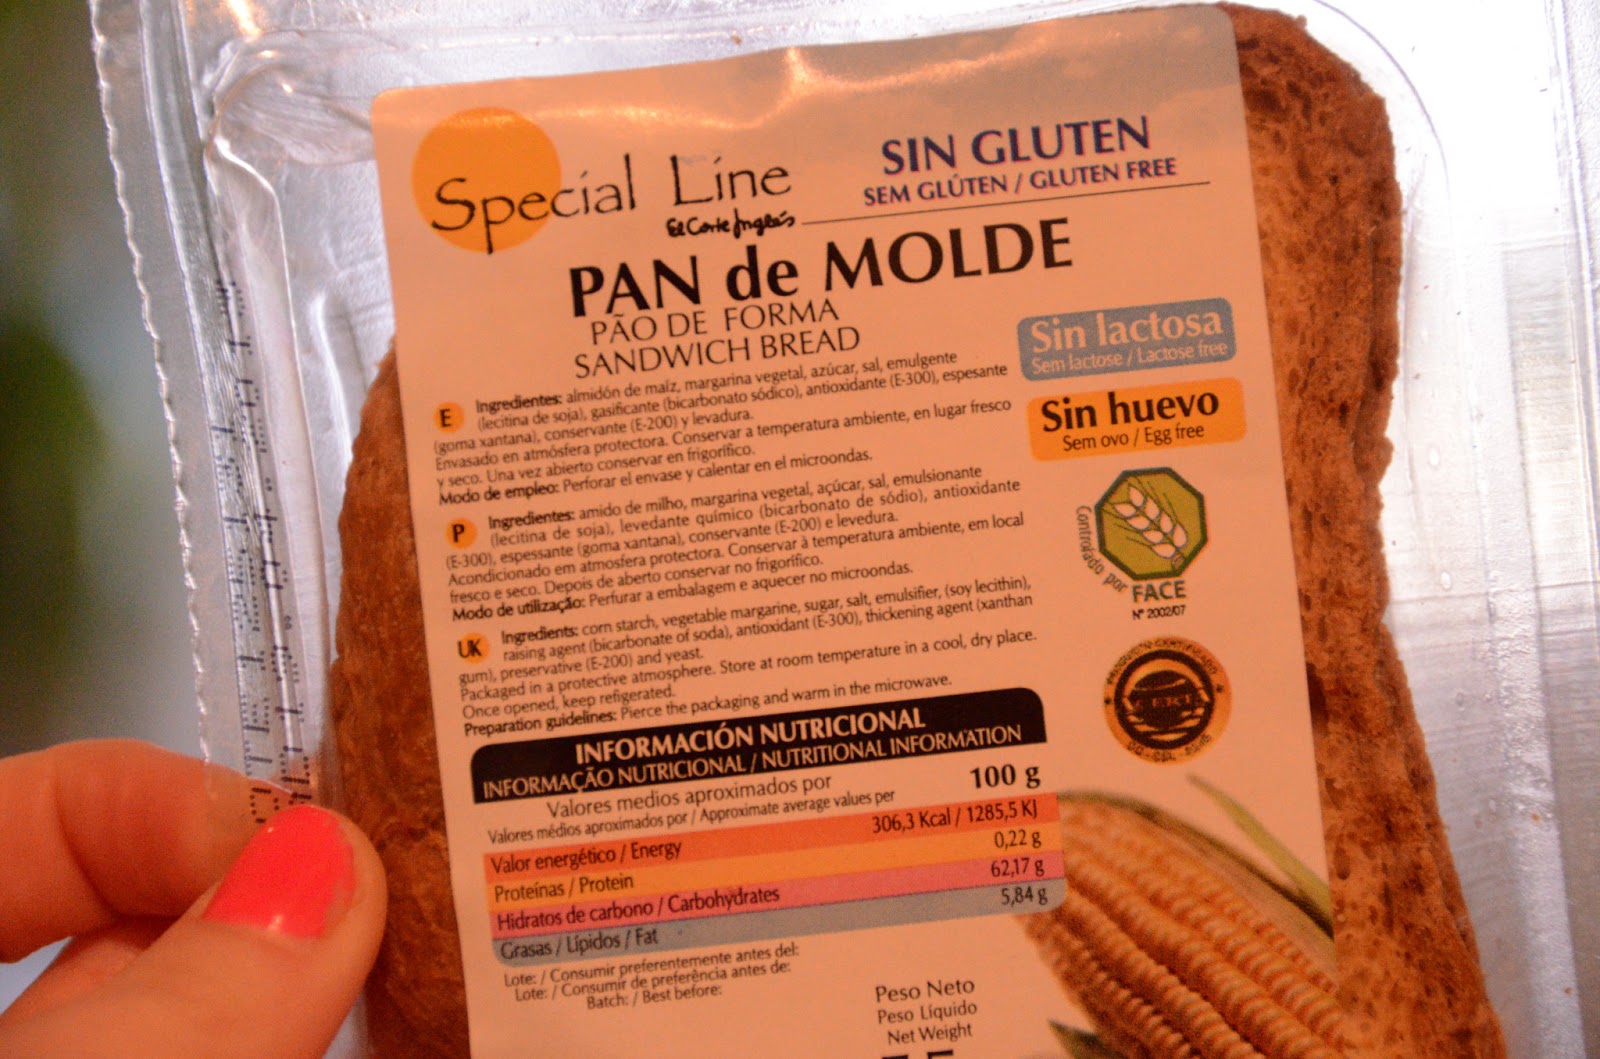 Special Line
El Corte Inglés
SIN GLUTEN
SEM GLÚTEN / GLUTEN FREE
PAN de MOLDE
PÃO DE FORMA
SANDWICH BREAD
Sin lactosa
Sem lactose / Lactose free
Sin huevo
Sem ovo / Egg free
E Ingredientes: almidón de maíz, margarina vegetal, azúcar, sal, emulgente
(lecitina de soja), gasificante (bicarbonato sódico), antioxidante (E-300), espesante
(goma xantana), conservante (E-200) y levadura.
Envasado en atmósfera protectora. Conservar a temperatura ambiente, en lugar fresco
y seco. Una vez abierto conservar en frigorífico.
Modo de empleo: Perforar el envase y calentar en el microondas.
P Ingredientes: amido de milho, margarina vegetal, açúcar, sal, emulsionante
(lecitina de soja), levedante químico (bicarbonato de sódio), antioxidante
(E-300), espessante (goma xantana), conservante (E-200) e levedura.
Acondicionado em atmosfera protectora. Conservar à temperatura ambiente, em local
fresco e seco. Depois de aberto conservar no frigorífico.
Modo de utilização: Perfurar a embalagem e aquecer no microondas.
UK Ingredients: corn starch, vegetable margarine, sugar, salt, emulsifier, (soy lecithin),
raising agent (bicarbonate of soda), antioxidant (E-300), thickening agent (xanthan
gum), preservative (E-200) and yeast.
Packaged in a protective atmosphere. Store at room temperature in a cool, dry place.
Once opened, keep refigerated.
Preparation guidelines: Pierce the packaging and warm in the microwave.
Controlado por
FACE
Nº 2002/07
INFORMACIÓN NUTRICIONAL
INFORMAÇÃO NUTRICIONAL / NUTRITIONAL INFORMATION
Valores medios aproximados por
Valores médios aproximados por / Approximate average values per
100 g
Valor energético / Energy 306,3 Kcal / 1285,5 KJ
Proteínas / Protein 0,22 g
Hidratos de carbono / Carbohydrates 62,17 g
Grasas / Lípidos / Fat 5,84 g
Lote: / Consumir preferentemente antes del:
Lote: / Consumir de preferência antes de:
Batch: / Best before:
Peso Neto
Peso Líquido
Net Weight